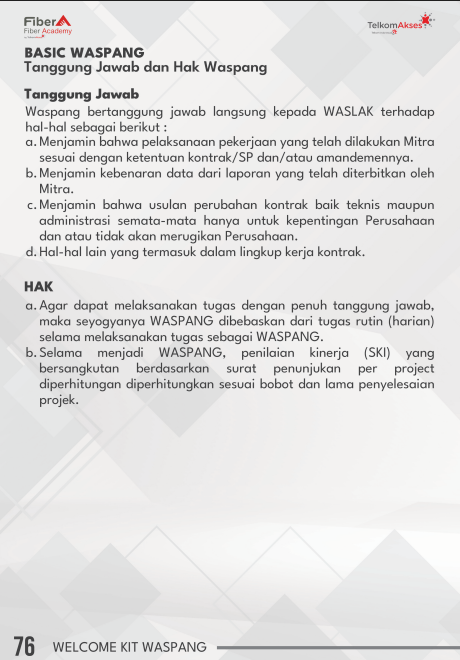 FiberA
Fiber Academy
TelkomAkses
BASIC WASPANG
Tanggung Jawab dan Hak Waspang
Tanggung Jawab
Waspang bertanggung jawab langsung kepada WASLAK terhadap
hal-hal sebagai berikut :
a. Menjamin bahwa pelaksanaan pekerjaan yang telah dilakukan Mitra
sesuai dengan ketentuan kontrak/SP dan/atau amandemennya.
b. Menjamin kebenaran data dari laporan yang telah diterbitkan oleh
Mitra.
c. Menjamin bahwa usulan perubahan kontrak baik teknis maupun
administrasi semata-mata hanya untuk kepentingan Perusahaan
dan atau tidak akan merugikan Perusahaan.
d. Hal-hal lain yang termasuk dalam lingkup kerja kontrak.
HAK
a. Agar dapat melaksanakan tugas dengan penuh tanggung jawab,
maka seyogyanya WASPANG dibebaskan dari tugas rutin (harian)
selama melaksanakan tugas sebagai WASPANG.
b. Selama menjadi WASPANG, penilaian kinerja (SKI) yang
bersangkutan berdasarkan surat penunjukan per project
diperhitungan diperhitungkan sesuai bobot dan lama penyelesaian
projek.
76 WELCOME KIT WASPANG